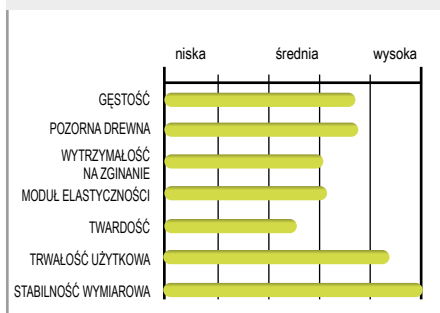 niska średnia wysoka
GĘSTOŚĆ
POZORNA DREWNA
WYTRZYMAŁOŚĆ
NA ZGINANIE
MODUŁ ELASTYCZNOŚCI
TWARDOŚĆ
TRWAŁOŚĆ UŻYTKOWA
STABILNOŚĆ WYMIAROWA